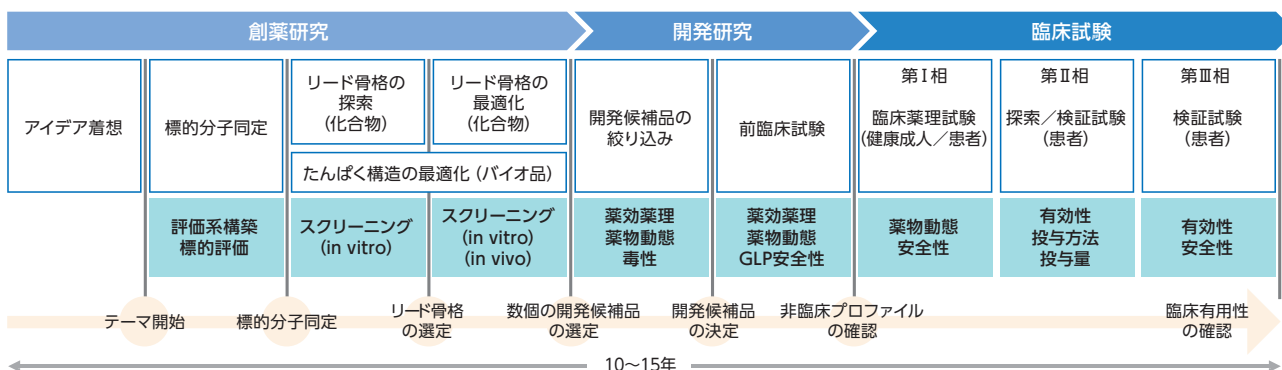 創薬研究
開発研究
臨床試験
アイデア着想
標的分子同定
リード骨格の
探索
(化合物)
リード骨格の
最適化
(化合物)
たんぱく構造の最適化 (バイオ品)
開発候補品の
絞り込み
前臨床試験
第Ⅰ相
臨床薬理試験
(健康成人／患者)
第Ⅱ相
探索／検証試験
(患者)
第Ⅲ相
検証試験
(患者)
評価系構築
標的評価
スクリーニング
(in vitro)
スクリーニング
(in vitro)
(in vivo)
薬効薬理
薬物動態
毒性
薬効薬理
薬物動態
GLP安全性
薬物動態
安全性
有効性
投与方法
投与量
有効性
安全性
テーマ開始
標的分子同定
リード骨格
の選定
数個の開発候補品
の選定
開発候補品
の決定
非臨床プロファイル
の確認
臨床有用性
の確認
10〜15年